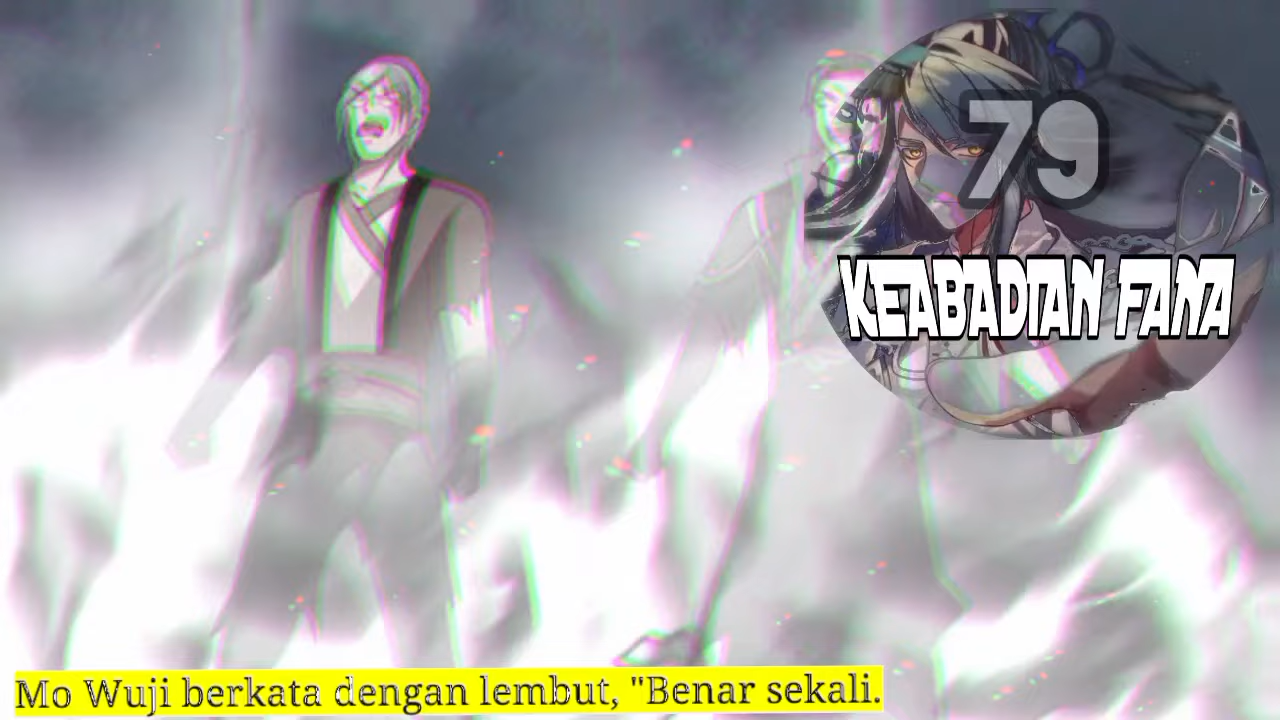 79
KEABADIAN FANA
Mo Wuji berkata dengan lembut, "Benar sekali.